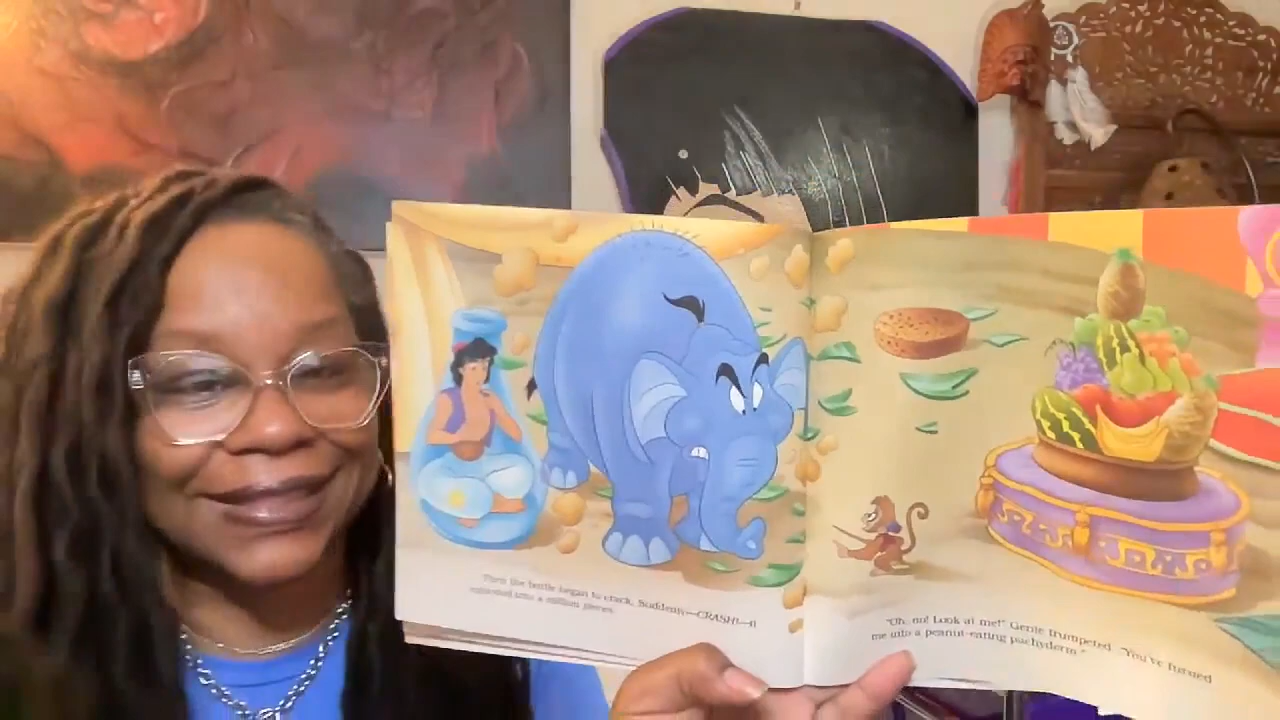 Then the bottle began to crack. Suddenly—CRASH!—it
shattered into a million pieces.
"Oh, no! Look at me!" Genie trumpeted. "You've turned
me into a peanut-eating pachyderm."